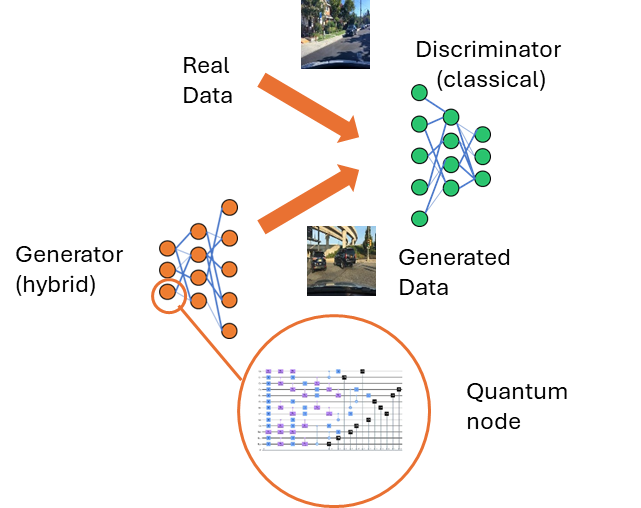 Real
Data
Discriminator
(classical)
Generator
(hybrid)
Generated
Data
Quantum
node